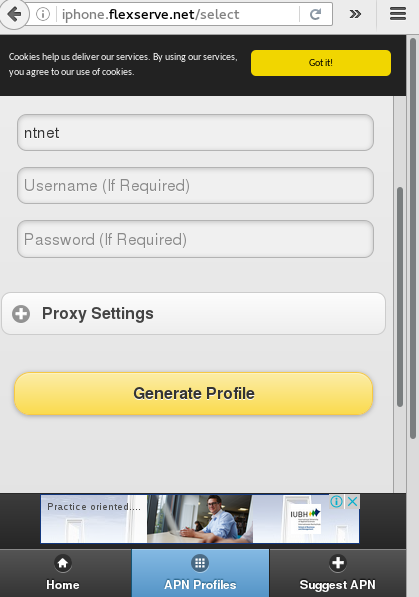 iphone.flexserve.net/select
Cookies help us deliver our services. By using our services,
you agree to our use of cookies.
Got it!
ntnet
Username (If Required)
Password (If Required)
Proxy Settings
Generate Profile
Practice oriented....
IUBH
Home
APN Profiles
Suggest APN